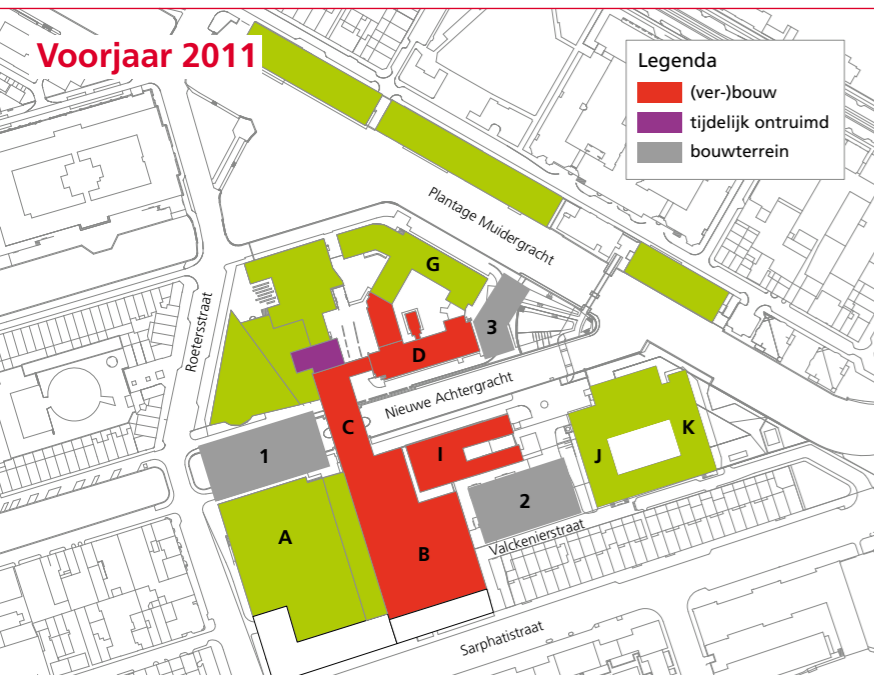 Voorjaar 2011
Legenda
(ver-)bouw
tijdelijk ontruimd
bouwterrein
Plantage Muidergracht
G
Roetersstraat
3
D
Nieuwe Achtergracht
C
K
J
I
1
2
A
Valckenierstraat
B
Sarphatistraat